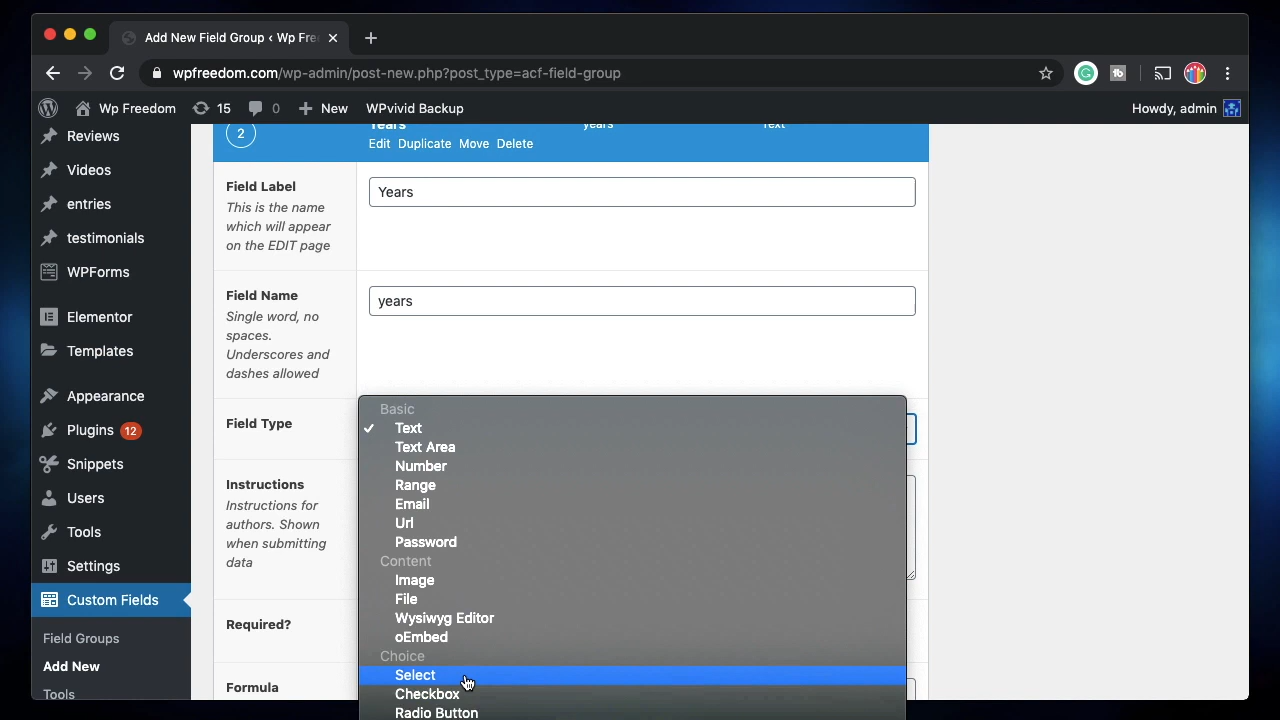 Add New Field Group ‹ Wp Fre
wpfreedom.com/wp-admin/post-new.php?post_type=acf-field-group
Wp Freedom 15 0 New WPvivid Backup Howdy, admin
Reviews
Videos
entries
testimonials
WPForms
Elementor
Templates
Appearance
Plugins 12
Snippets
Users
Tools
Settings
Custom Fields
Field Groups
Add New
Tools
2 Years years Text
Edit Duplicate Move Delete
Field Label
This is the name
which will appear
on the EDIT page
Years
Field Name
Single word, no
spaces.
Underscores and
dashes allowed
years
Field Type
Instructions
Instructions for
authors. Shown
when submitting
data
Required?
Formula
Basic
✓ Text
Text Area
Number
Range
Email
Url
Password
Content
Image
File
Wysiwyg Editor
oEmbed
Choice
Select
Checkbox
Radio Button